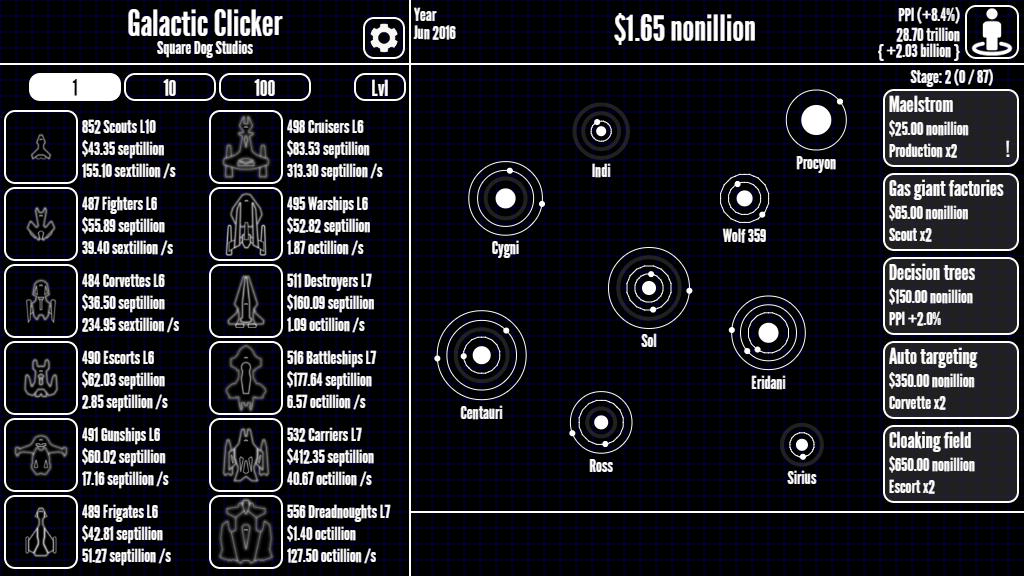 Galactic Clicker
Square Dog Studios
Year
Jun 2016
$1.65 nonillion
PPI (+8.4%)
28.70 trillion
{ +2.03 billion }
1
10
100
Lvl
852 Scouts L10
$43.35 septillion
155.10 sextillion /s
498 Cruisers L6
$83.53 septillion
313.30 septillion /s
487 Fighters L6
$55.89 septillion
39.40 sextillion /s
495 Warships L6
$52.82 septillion
1.87 octillion /s
484 Corvettes L6
$36.50 septillion
234.95 sextillion /s
511 Destroyers L7
$160.09 septillion
1.09 octillion /s
490 Escorts L6
$62.03 septillion
2.85 septillion /s
516 Battleships L7
$177.64 septillion
6.57 octillion /s
491 Gunships L6
$60.02 septillion
17.16 septillion /s
532 Carriers L7
$412.35 septillion
40.67 octillion /s
489 Frigates L6
$42.81 septillion
51.27 septillion /s
556 Dreadnoughts L7
$1.40 octillion
127.50 octillion /s
Indi
Procyon
Cygni
Wolf 359
Sol
Eridani
Centauri
Ross
Sirius
Stage: 2 (0 / 87)
Maelstrom
$25.00 nonillion
Production x2 !
Gas giant factories
$65.00 nonillion
Scout x2
Decision trees
$150.00 nonillion
PPI +2.0%
Auto targeting
$350.00 nonillion
Corvette x2
Cloaking field
$650.00 nonillion
Escort x2